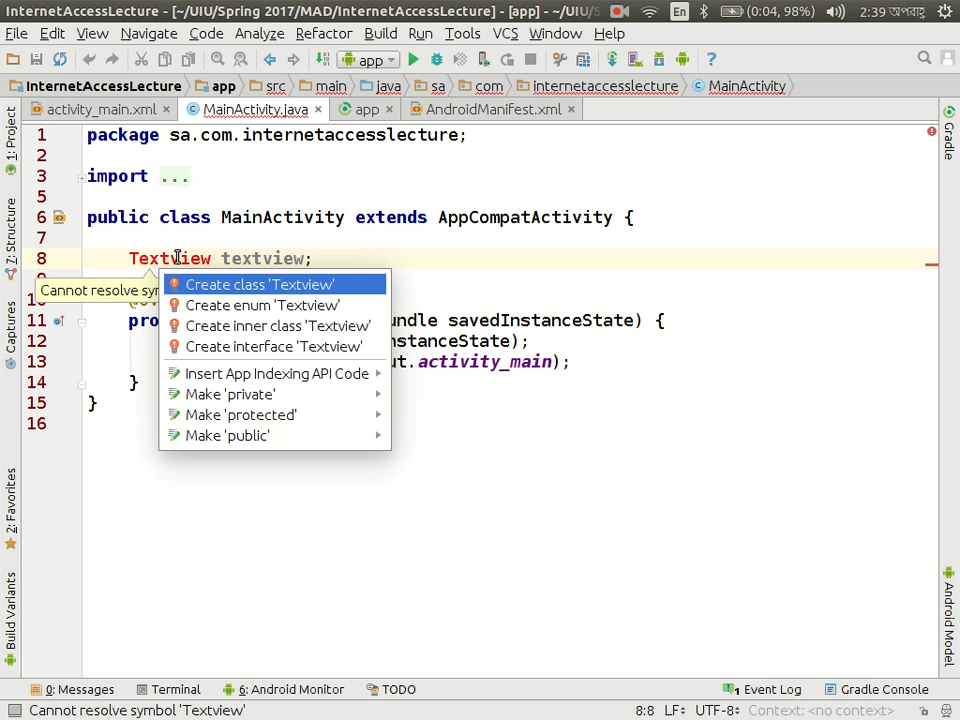 InternetAccessLecture - [~/UIU/Spring 2017/MAD/InternetAccessLecture] - [app] - ~/UIU/S
En
(0:04, 98%)
2:39 অপরাহ্ণ
File Edit View Navigate Code Analyze Refactor Build Run Tools VCS Window Help
app
InternetAccessLecture app src main java sa com internetaccesslecture MainActivity
activity_main.xml MainActivity.java app AndroidManifest.xml
1 package sa.com.internetaccesslecture;
2
3 import ...
5
6 public class MainActivity extends AppCompatActivity {
7
8 Textview textview;
Cannot resolve sym
Create class 'Textview'
Create enum 'Textview'
Create inner class 'Textview'
Create interface 'Textview'
Insert App Indexing API Code
Make 'private'
Make 'protected'
Make 'public'
11 pro undle savedInstanceState) {
12 nstanceState);
13 ut.activity_main);
14 }
15 }
16
1: Project
7: Structure
Captures
2: Favorites
Build Variants
Gradle
Android Model
0: Messages Terminal 6: Android Monitor TODO 1 Event Log Gradle Console
Cannot resolve symbol 'Textview' 8:8 LF UTF-8 Context: <no context>